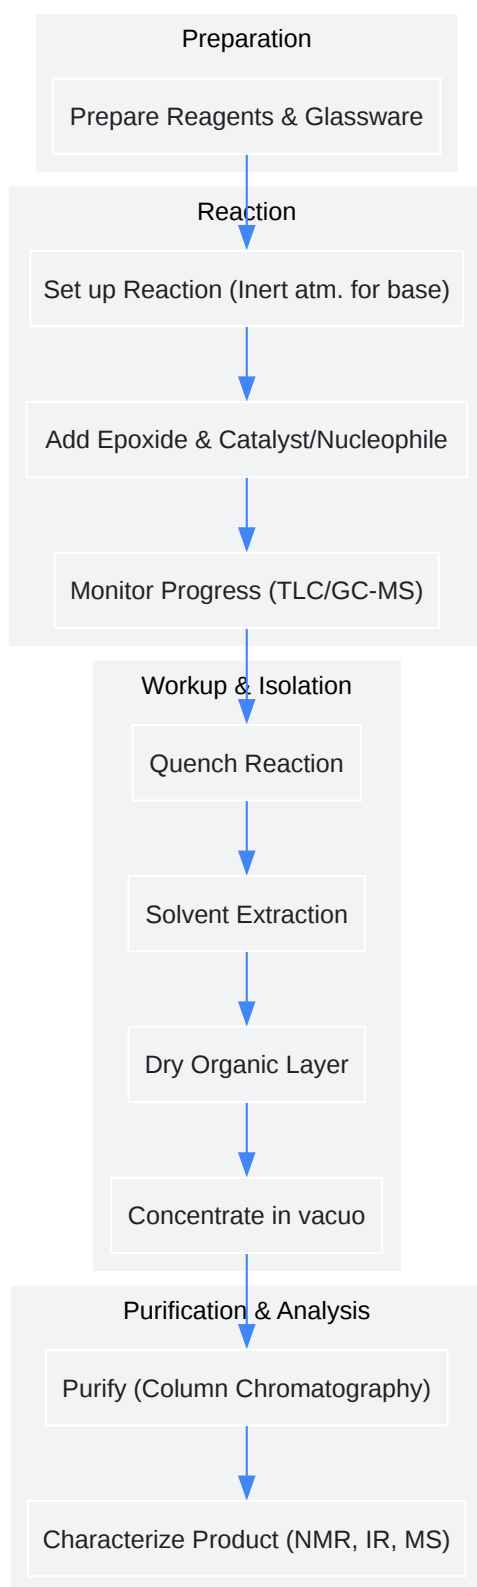 Preparation
Prepare Reagents & Glassware
Reaction
Set up Reaction (Inert atm. for base)
Add Epoxide & Catalyst/Nucleophile
Monitor Progress (TLC/GC-MS)
Workup & Isolation
Quench Reaction
Solvent Extraction
Dry Organic Layer
Concentrate in vacuo
Purification & Analysis
Purify (Column Chromatography)
Characterize Product (NMR, IR, MS)